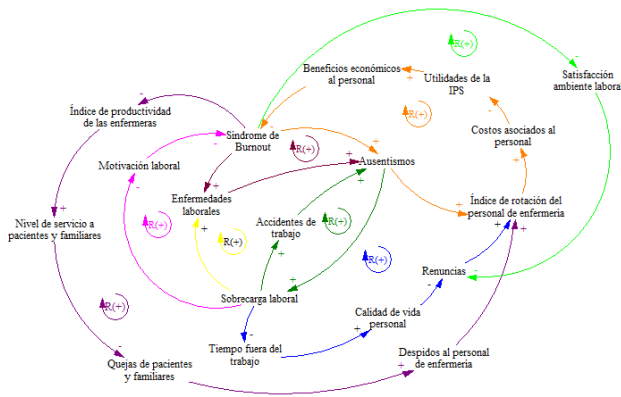 R(+)
Beneficios económicos
al personal
Utilidades de la
IPS
Satisfacción
ambiente labora
Índice de productividad
de las enfermeras
R(+)
Síndrome de
Burnout
Costos asociados al
personal
R(+)
Motivación laboral
Ausentismos
Enfermedades
laborales
Índice de rotación del
personal de enfermeria
Nivel de servicio a
pacientes y familiares
R(+)
Accidentes de
trabajo
R(+)
R(+)
R(+)
Renuncias
Sobrecarga laboral
R(+)
Calidad de vida
personal
Tiempo fuera del
trabajo
Despidos al personal
de enfermeria
Quejas de pacientes
y familiares